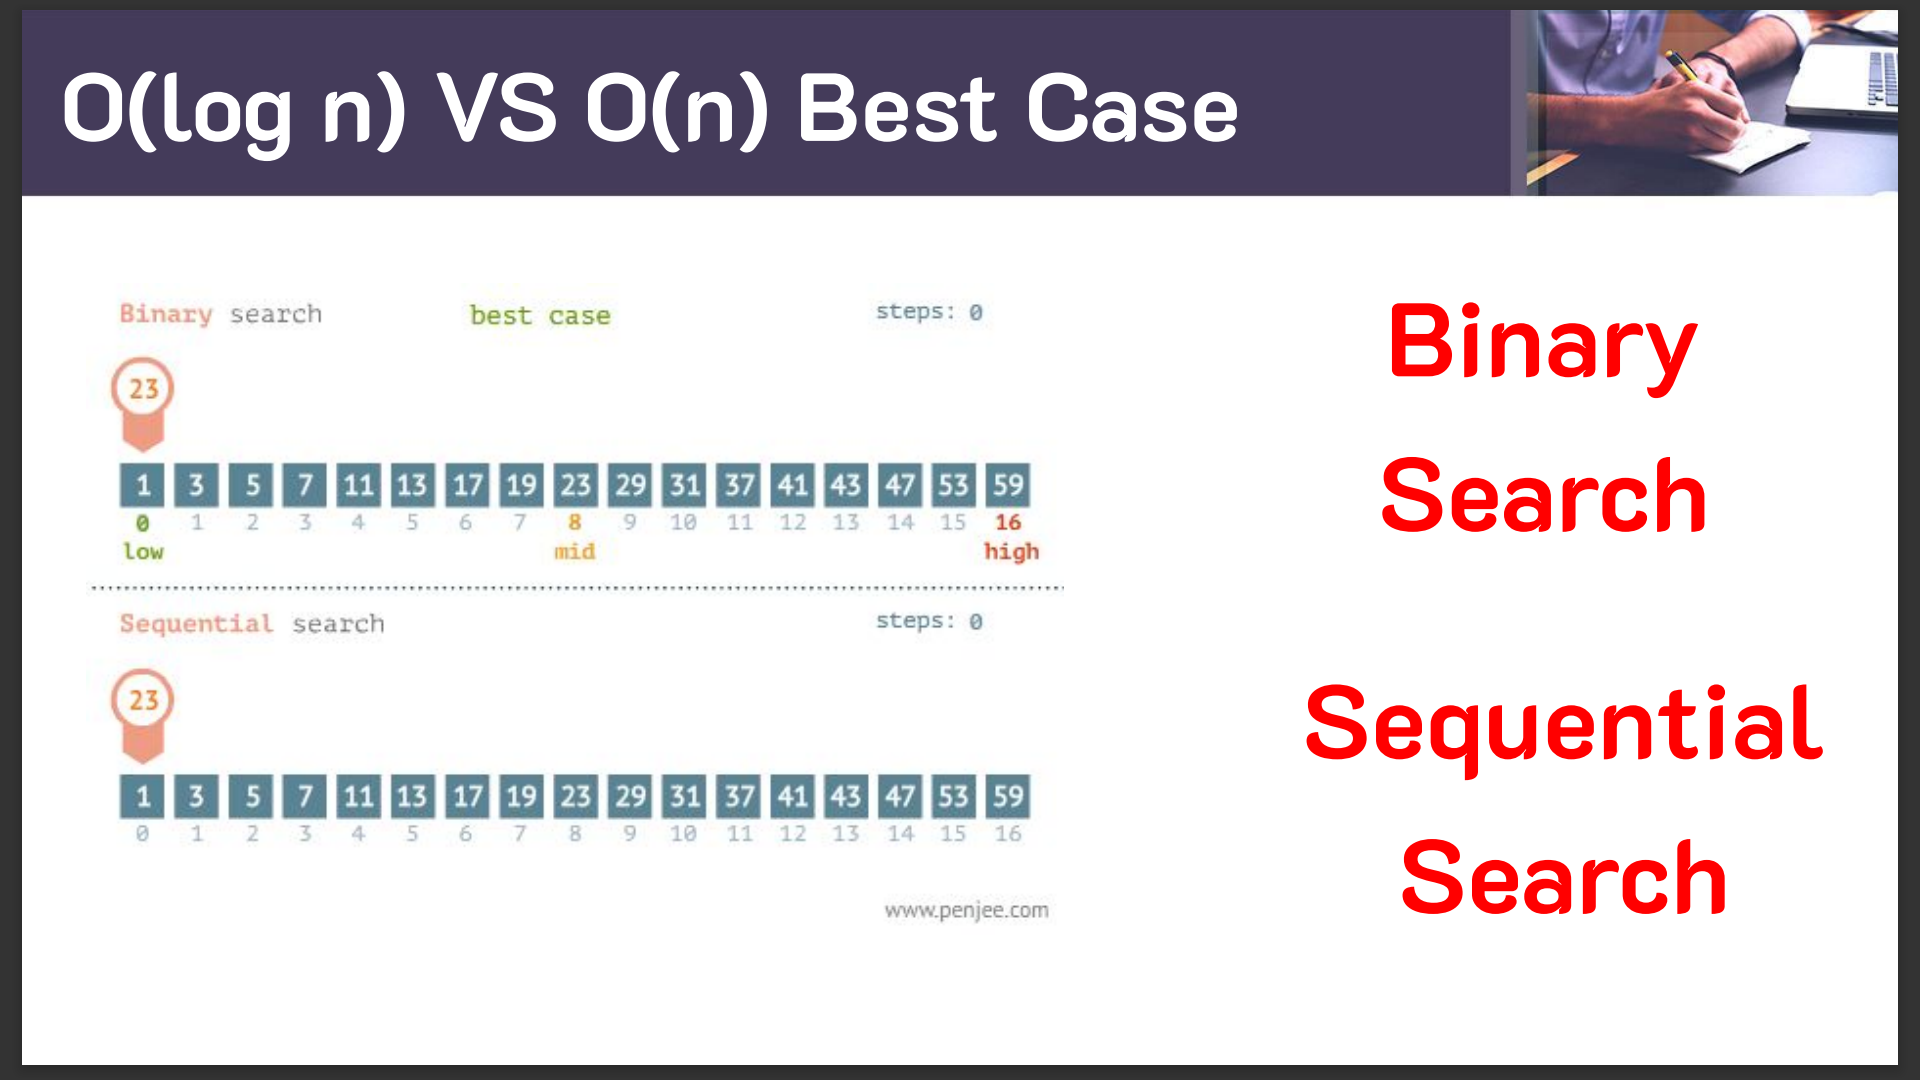 O(log n) VS O(n) Best Case
Binary search best case steps: 0
23
1 3 5 7 11 13 17 19 23 29 31 37 41 43 47 53 59
0 1 2 3 4 5 6 7 8 9 10 11 12 13 14 15 16
low mid high
Sequential search steps: 0
23
1 3 5 7 11 13 17 19 23 29 31 37 41 43 47 53 59
0 1 2 3 4 5 6 7 8 9 10 11 12 13 14 15 16
www.penjee.com
Binary
Search
Sequential
Search